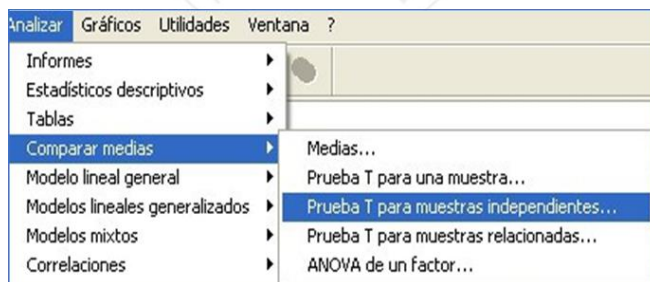 Analizar Gráficos Utilidades Ventana ?
Informes
Estadísticos descriptivos
Tablas
Comparar medias
Modelo lineal general
Modelos lineales generalizados
Modelos mixtos
Correlaciones
Medias...
Prueba T para una muestra...
Prueba T para muestras independientes...
Prueba T para muestras relacionadas...
ANOVA de un factor...